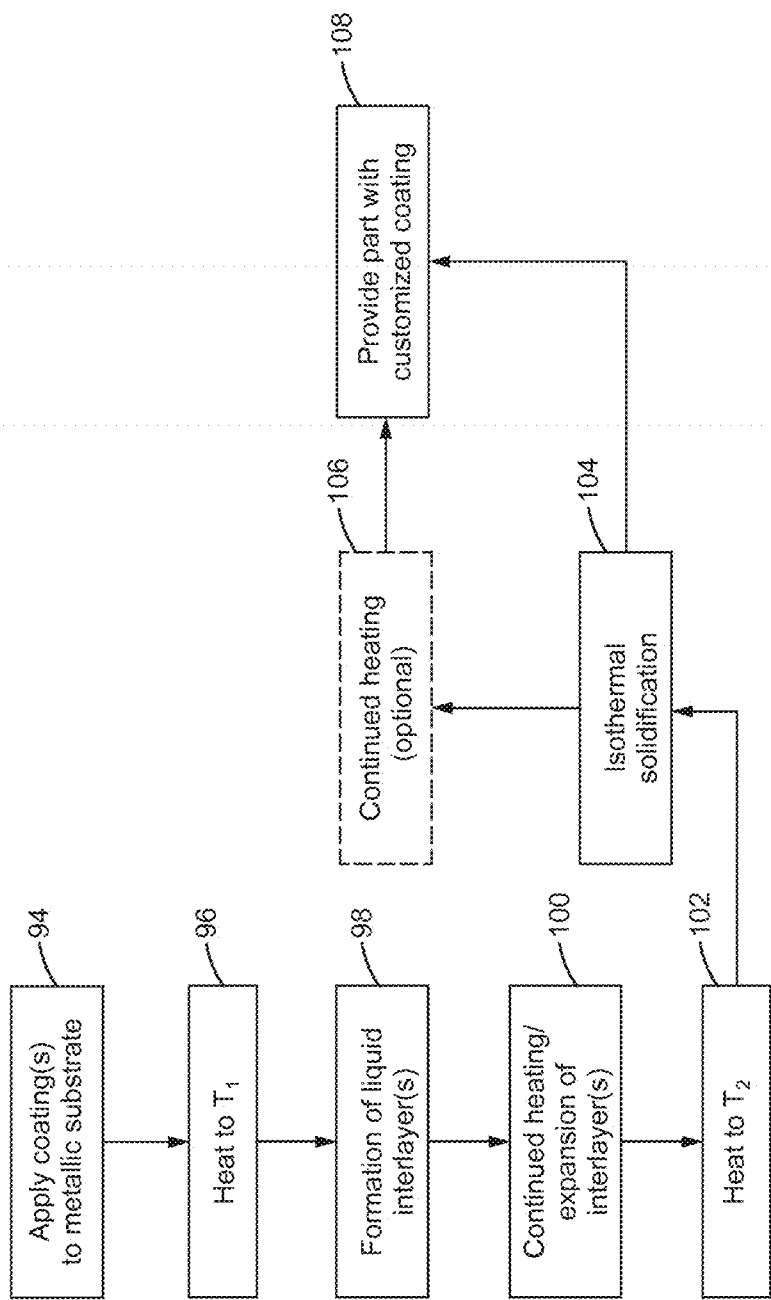 94
Apply coating(s)
to metallic substrate
96
Heat to T₁
98
Formation of liquid
interlayer(s)
100
Continued heating/
expansion of
interlayer(s)
102
Heat to T₂
104
Isothermal
solidification
106
Continued heating
(optional)
108
Provide part with
customized coating